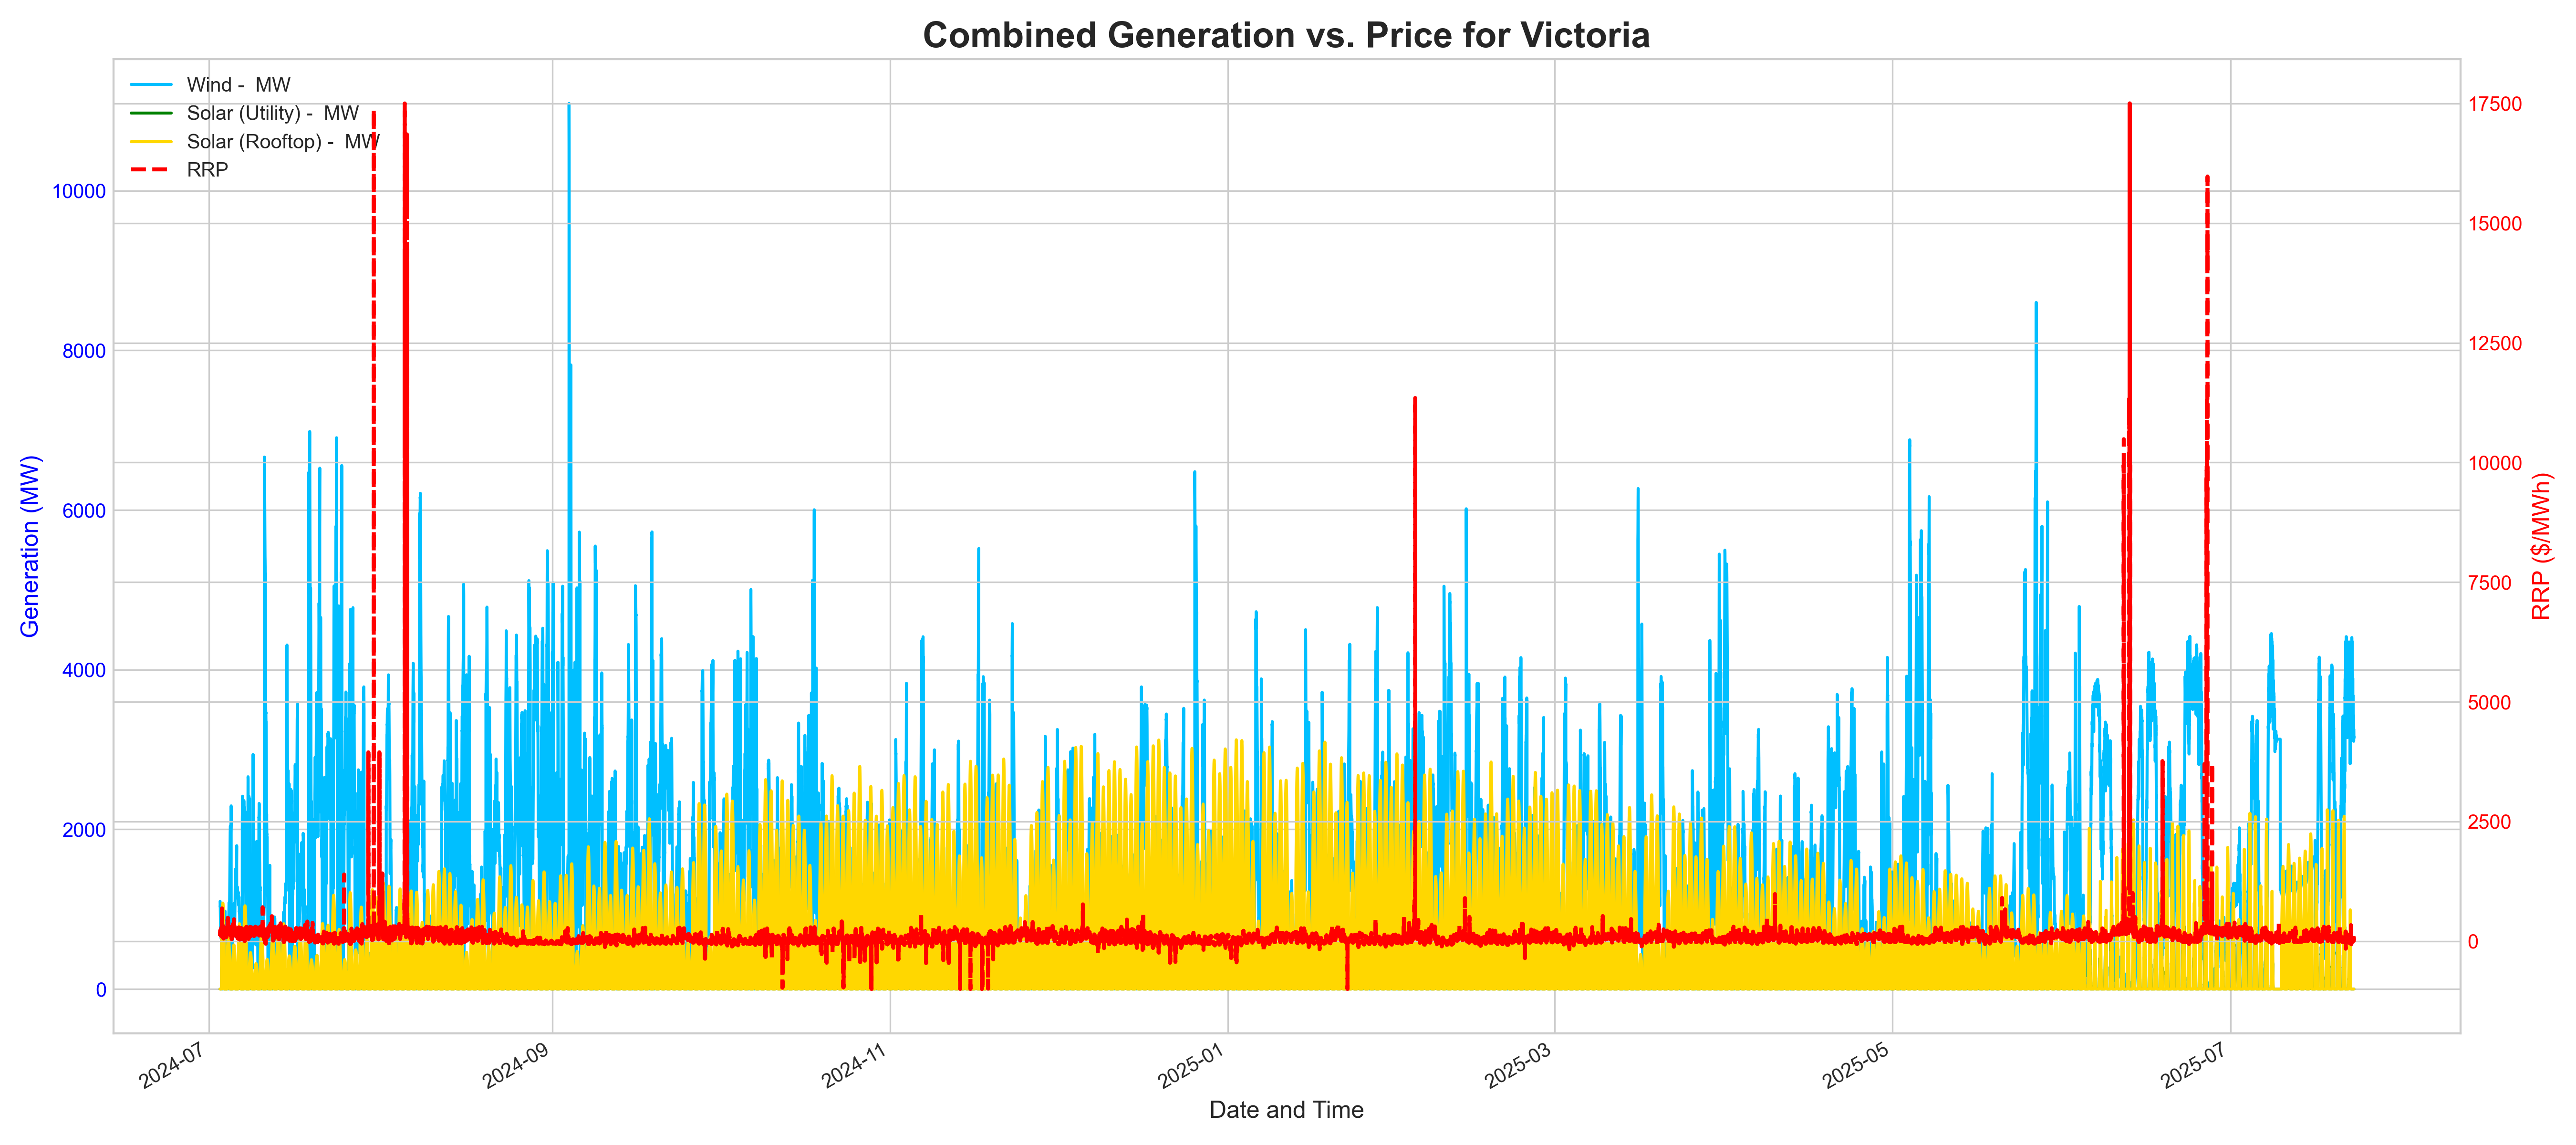 Combined Generation vs. Price for Victoria
Wind -  MW
Solar (Utility) -  MW
Solar (Rooftop) -  MW
RRP
Generation (MW)
10000
8000
6000
4000
2000
0
17500
15000
12500
10000
7500
5000
2500
0
RRP ($/MWh)
2024-07
2024-09
2024-11
2025-01
2025-03
2025-05
2025-07
Date and Time